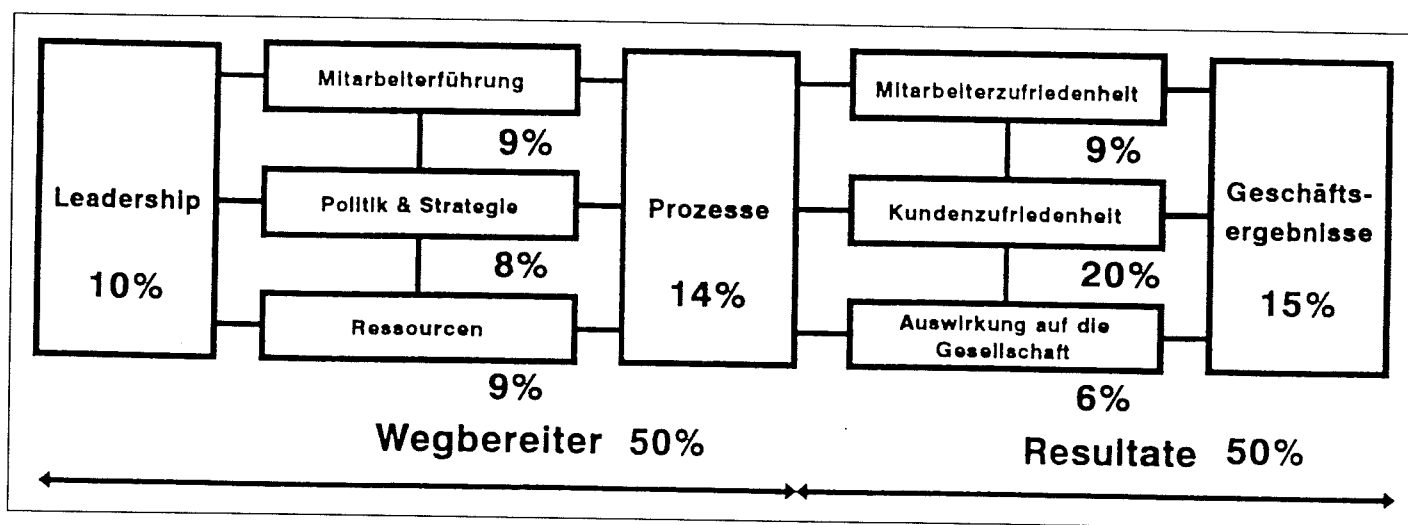 Leadership
10%
Mitarbeiterführung
9%
Politik & Strategie
8%
Ressourcen
9%
Prozesse
14%
Mitarbeiterzufriedenheit
9%
Kundenzufriedenheit
20%
Auswirkung auf die
Gesellschaft
6%
Geschäfts-
ergebnisse
15%
Wegbereiter 50%
Resultate 50%